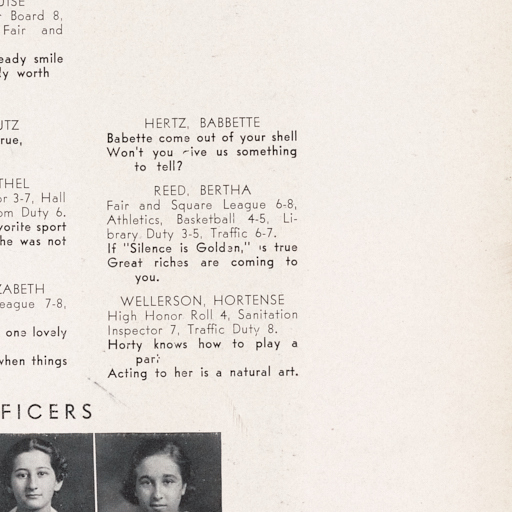 UISE
Board 8,
Fair and
eady smile
ly worth
UTZ
rue,
THEL
or 3-7, Hall
om Duty 6.
vorite sport
he was not
ZABETH
eague 7-8,
one lovely
when things
HERTZ, BABBETTE
Babette come out of your shell
Won't you give us something
to tell?
REED, BERTHA
Fair and Square League 6-8,
Athletics, Basketball 4-5, Li-
brary Duty 3-5, Traffic 6-7.
If "Silence is Golden," is true
Great riches are coming to
you.
WELLERSON, HORTENSE
High Honor Roll 4, Sanitation
Inspector 7, Traffic Duty 8.
Horty knows how to play a
part
Acting to her is a natural art.
FFICERS